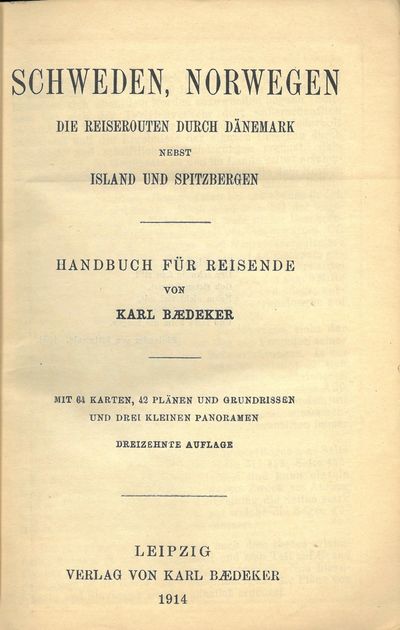 SCHWEDEN, NORWEGEN
DIE REISEROUTEN DURCH DÄNEMARK
NEBST
ISLAND UND SPITZBERGEN
HANDBUCH FÜR REISENDE
VON
KARL BÆDEKER
MIT 64 KARTEN, 42 PLÄNEN UND GRUNDRISSEN
UND DREI KLEINEN PANORAMEN
DREIZEHNTE AUFLAGE
LEIPZIG
VERLAG VON KARL BÆDEKER
1914